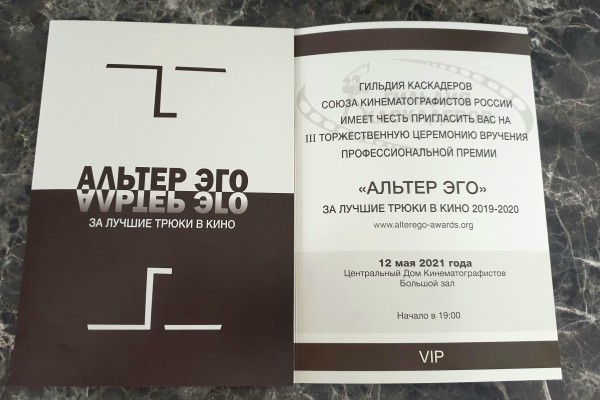 АЛЬТЕР ЭГО
АЛЬТЕР ЭГО
ЗА ЛУЧШИЕ ТРЮКИ В КИНО
ГИЛЬДИЯ
КАСКАДЕРОВ
ГИЛЬДИЯ КАСКАДЕРОВ
СОЮЗА КИНЕМАТОГРАФИСТОВ РОССИИ
ИМЕЕТ ЧЕСТЬ ПРИГЛАСИТЬ ВАС НА
III ТОРЖЕСТВЕННУЮ ЦЕРЕМОНИЮ ВРУЧЕНИЯ
ПРОФЕССИОНАЛЬНОЙ ПРЕМИИ
«АЛЬТЕР ЭГО»
ЗА ЛУЧШИЕ ТРЮКИ В КИНО 2019-2020
www.alterego-awards.org
12 мая 2021 года
Центральный Дом Кинематографистов
Большой зал
Начало в 19:00
VIP